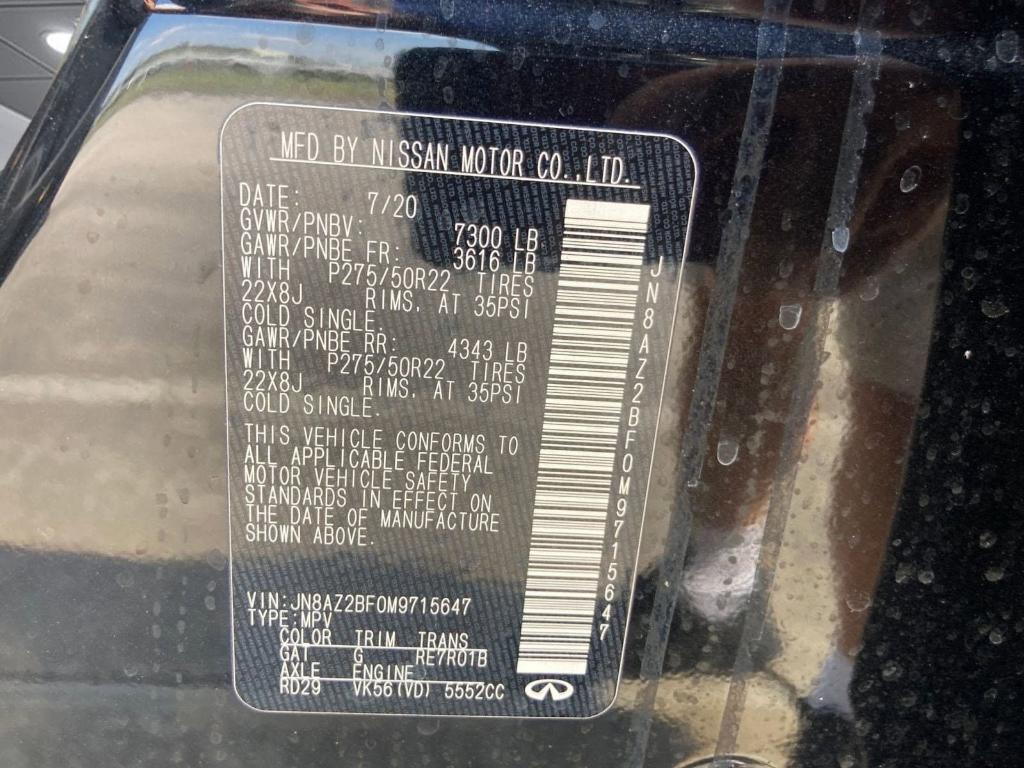 MFD BY NISSAN MOTOR CO.,LTD.
DATE: 7/20
GVWR/PNBV: 7300 LB
GAWR/PNBE FR: 3616 LB
WITH P275/50R22 TIRES
22X8J RIMS, AT 35PSI
COLD SINGLE.
GAWR/PNBE RR: 4343 LB
WITH P275/50R22 TIRES
22X8J RIMS, AT 35PSI
COLD SINGLE.
THIS VEHICLE CONFORMS TO
ALL APPLICABLE FEDERAL
MOTOR VEHICLE SAFETY
STANDARDS IN EFFECT ON
THE DATE OF MANUFACTURE
SHOWN ABOVE.
VIN:JN8AZ2BF0M9715647
TYPE:MPV
COLOR TRIM TRANS
GAT G RE7R01B
AXLE ENGINE
RD29 VK56(VD) 5552CC
JN8AZ2BF0M9715647